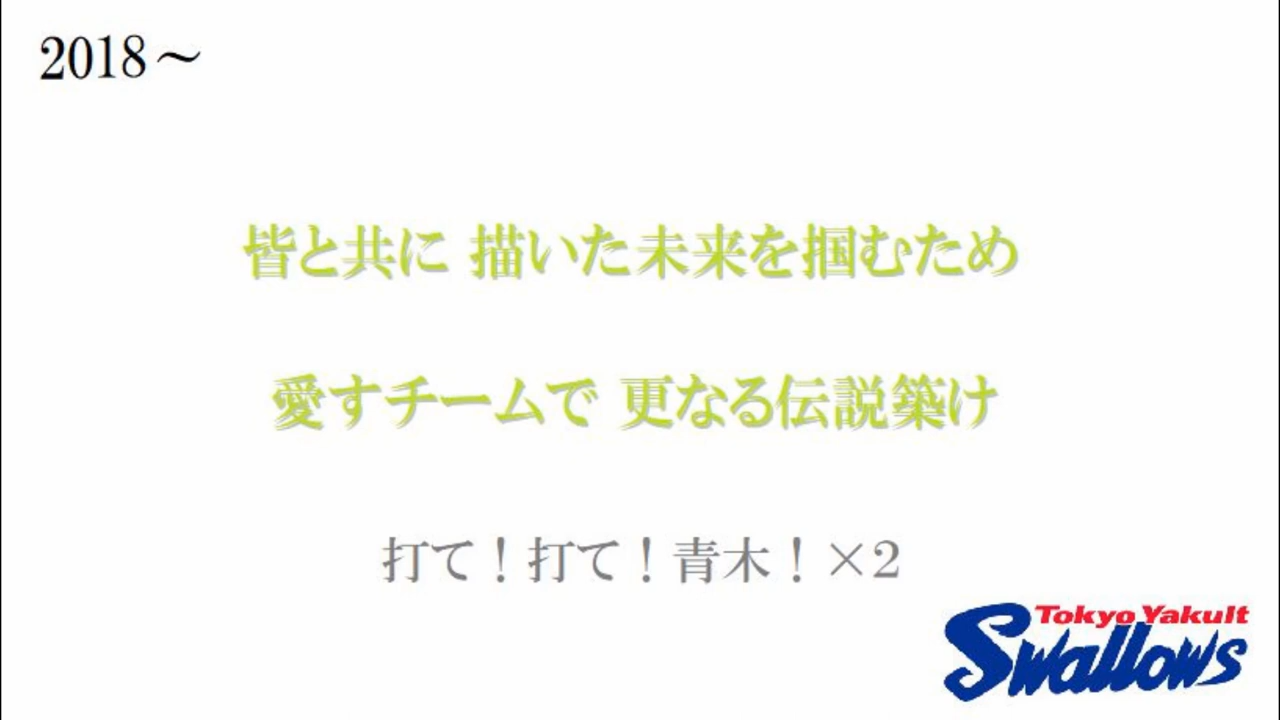 2018～
皆と共に 描いた未来を掴むため
愛すチームで 更なる伝説築け
打て！打て！青木！×2
Tokyo Yakult
Swallows